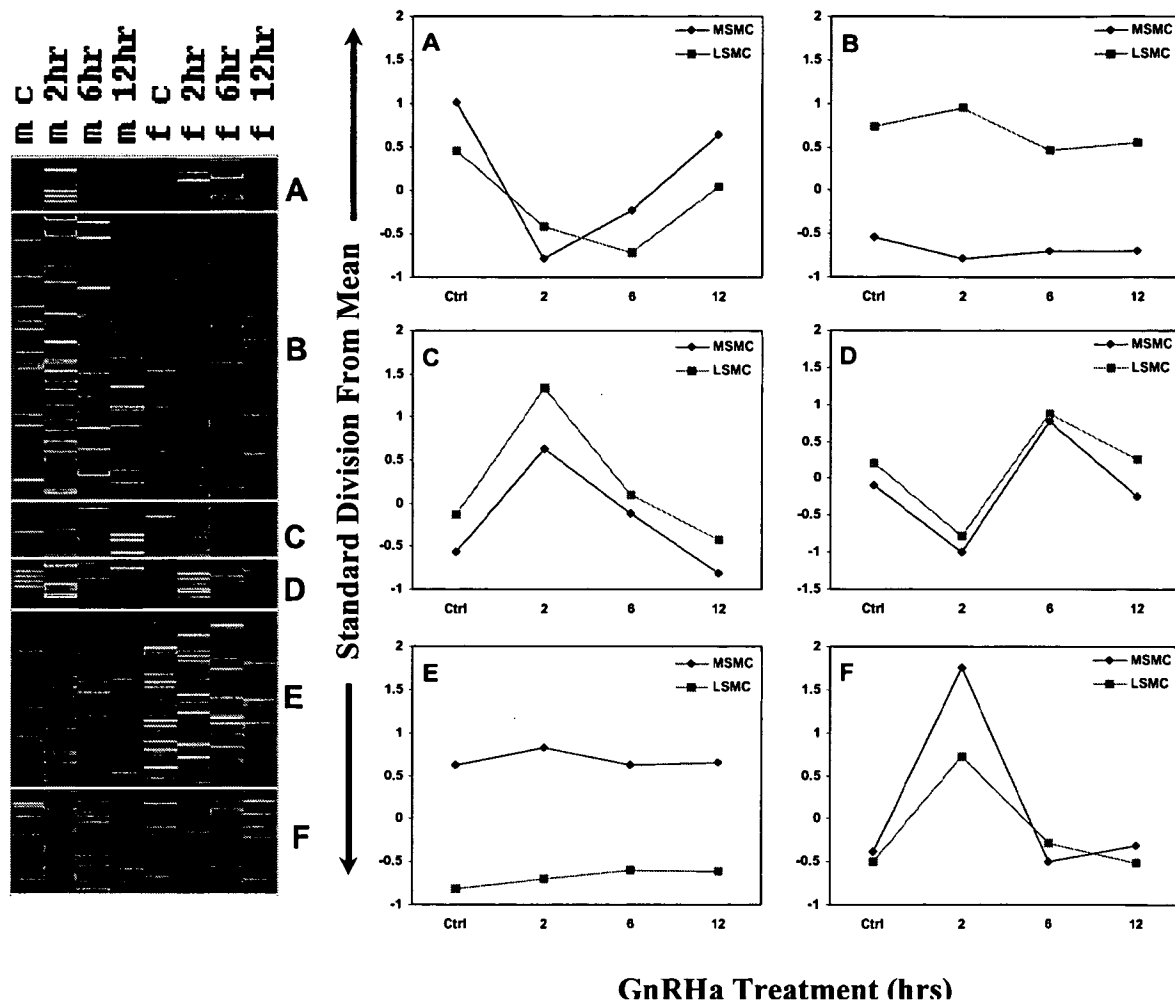 m c
m 2hr
m 6hr
m 12hr
f c
f 2hr
f 6hr
f 12hr
A
B
C
D
E
F
Standard Division From Mean
A
MSMC
LSMC
2
1.5
1
0.5
0
-0.5
-1
Ctrl 2 6 12
B
MSMC
LSMC
2
1.5
1
0.5
0
-0.5
-1
Ctrl 2 6 12
C
MSMC
LSMC
2
1.5
1
0.5
0
-0.5
-1
Ctrl 2 6 12
D
MSMC
LSMC
2
1.5
1
0.5
0
-0.5
-1
-1.5
Ctrl 2 6 12
E
MSMC
LSMC
2
1.5
1
0.5
0
-0.5
-1
Ctrl 2 6 12
F
MSMC
LSMC
2
1.5
1
0.5
0
-0.5
-1
Ctrl 2 6 12
GnRHa Treatment (hrs)